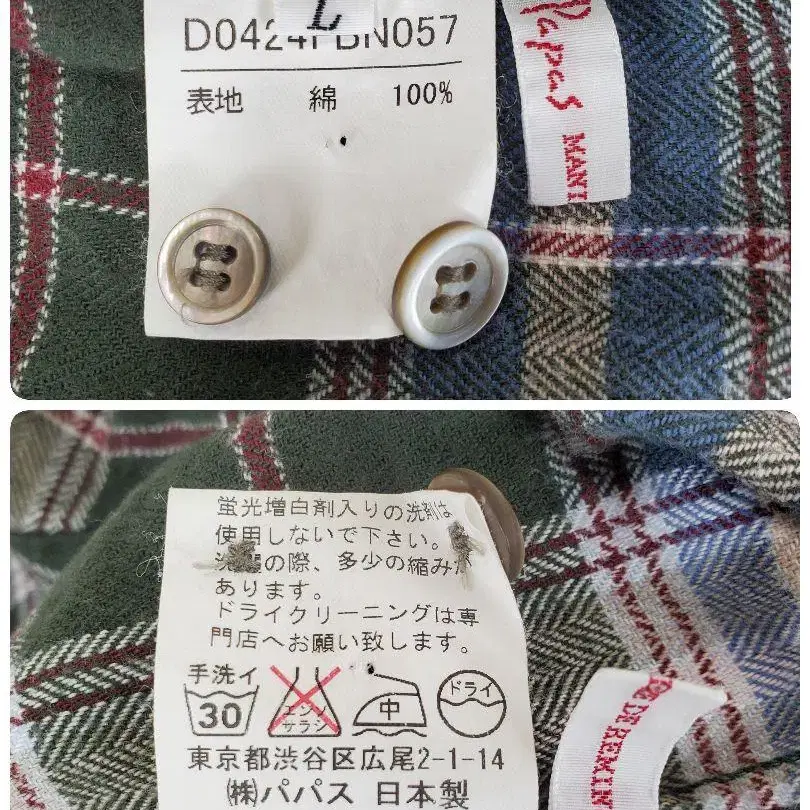 L
D0424PBN057
表地 綿 100%
Papas MANI
蛍光増白剤入りの洗剤は
使用しないで下さい。
洗濯の際、多少の縮みが
あります。
ドライクリーニングは専
門店へお願い致します。
手洗イ
30
エンソ
サラシ
中
ドライ
東京都渋谷区広尾2-1-14
(株)パパス 日本製
DE REMIN